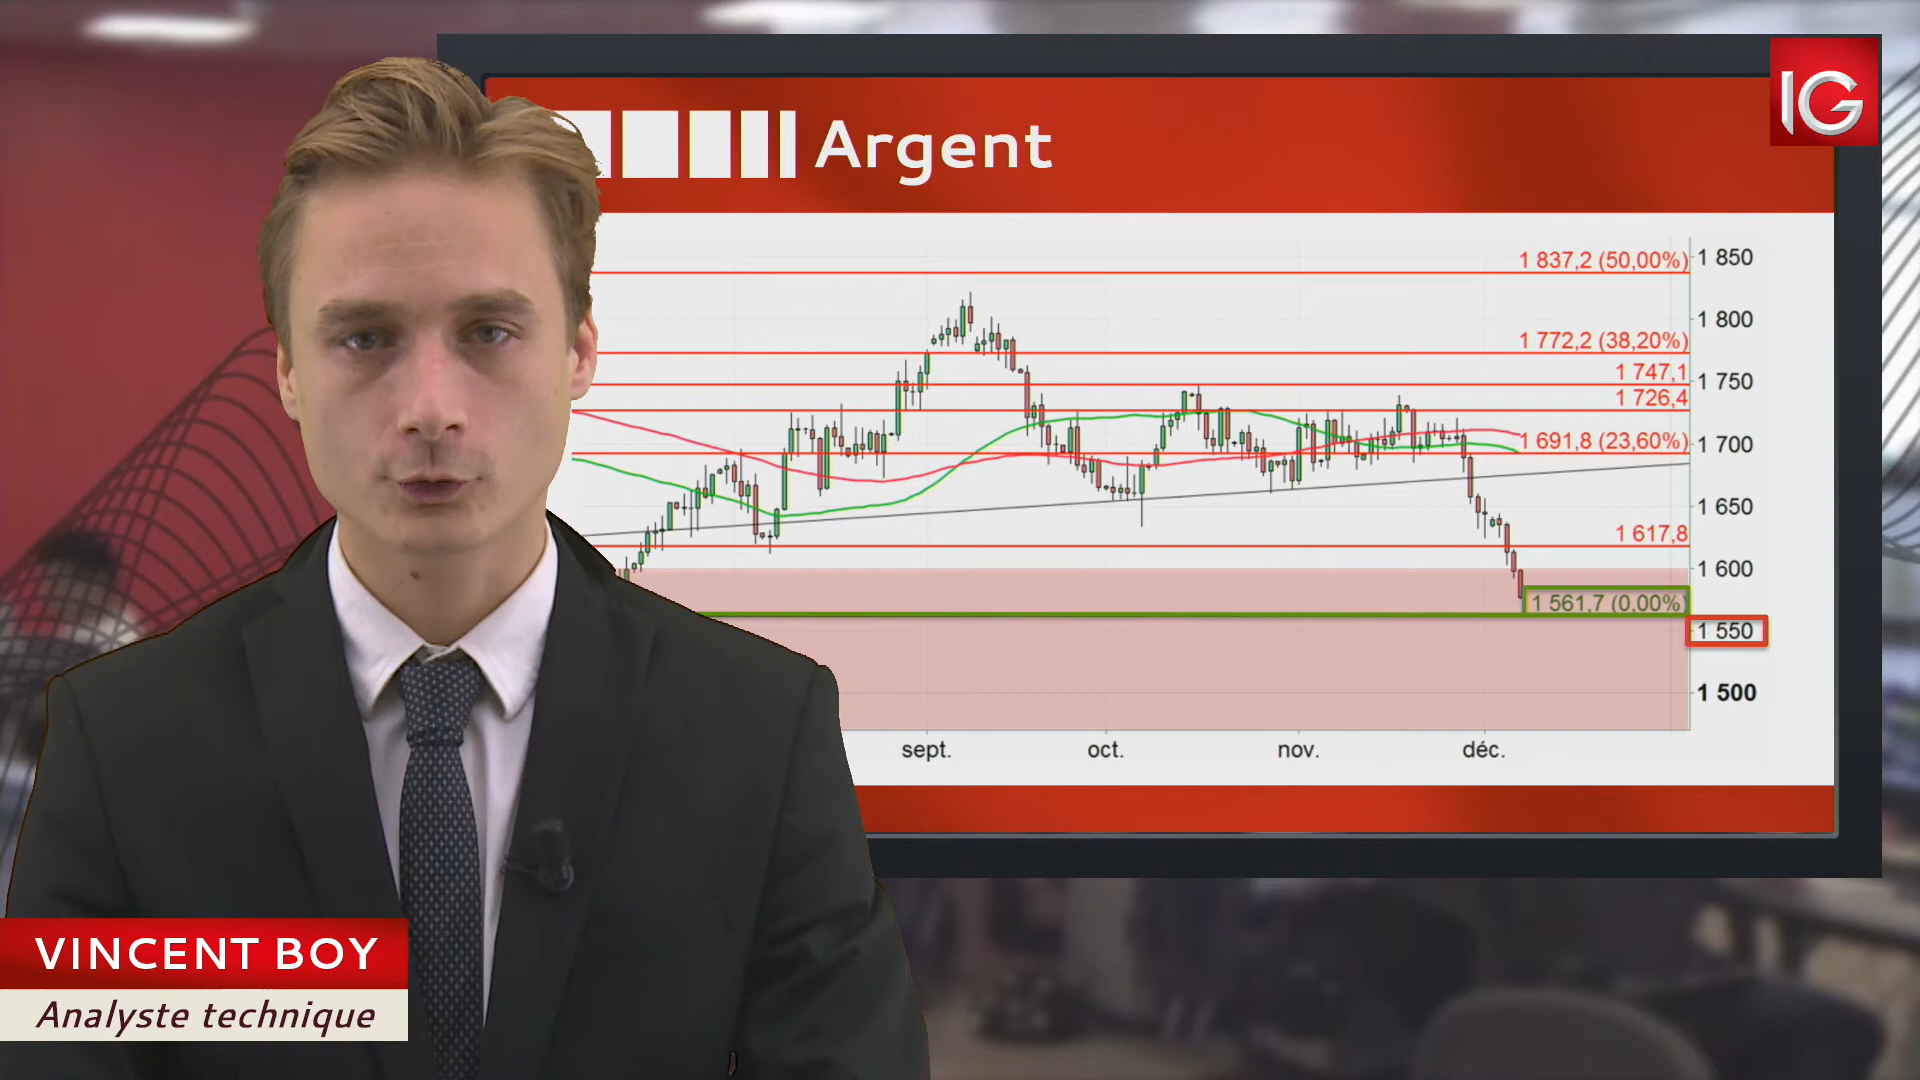 IG
Argent
1 837,2 (50,00%)
1 850
1 800
1 772,2 (38,20%)
1 747,1
1 750
1 726,4
1 691,8 (23,60%)
1 700
1 650
1 617,8
1 600
1 561,7 (0,00%)
1 550
1 500
sept.
oct.
nov.
déc.
VINCENT BOY
Analyste technique